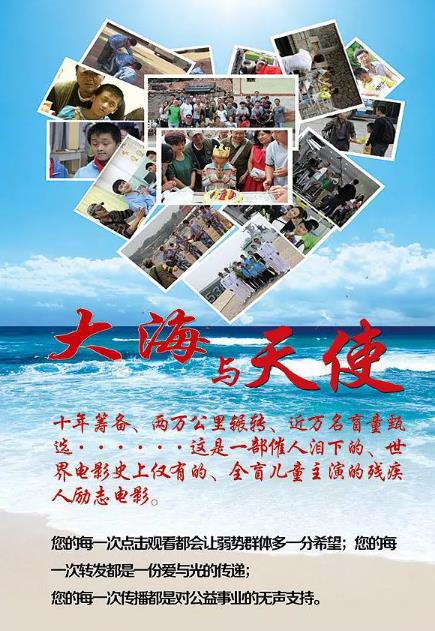 大海与天使
十年筹备、两万公里辗转、近万名盲童甄
选······这是一部催人泪下的、世
界电影史上仅有的、全盲儿童主演的残疾
人励志电影。
您的每一次点击观看都会让弱势群体多一分希望；您的每
一次转发都是一份爱与光的传递；
您的每一次传播都是对公益事业的无声支持。